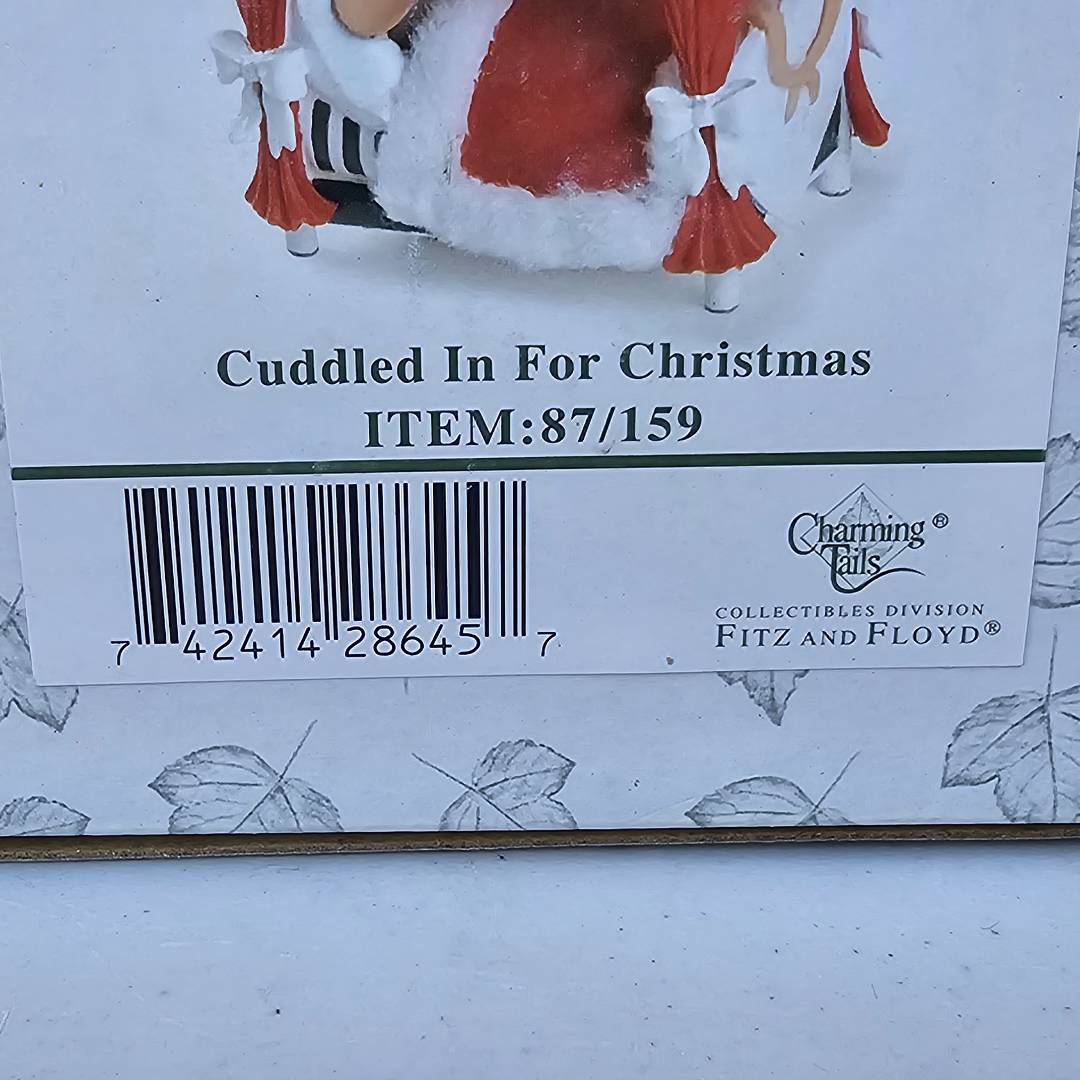 Cuddled In For Christmas
ITEM:87/159
7 42414 28645 7
Charming ®
Tails
COLLECTIBLES DIVISION
FITZ AND FLOYD®